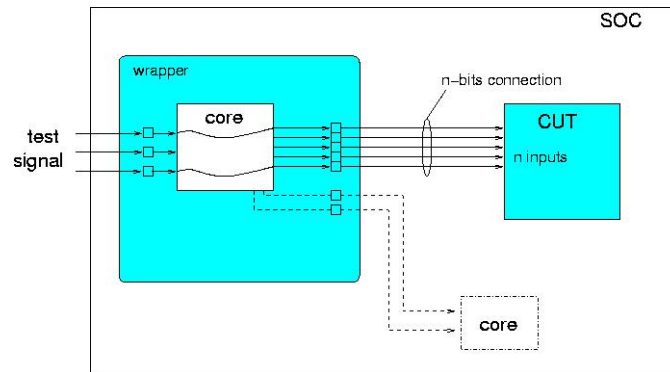 SOC
wrapper
n-bits connection
core
CUT
test
signal
n inputs
core